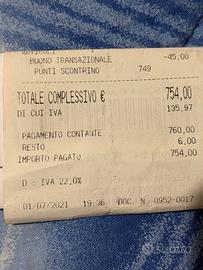 ARTICOLI
BUONO TRANSAZIONALE -45,00
PUNTI SCONTRINO 749
TOTALE COMPLESSIVO € 754,00
DI CUI IVA 135,97
PAGAMENTO CONTANTE 760,00
RESTO 6,00
IMPORTO PAGATO 754,00
D : IVA 22,0%
01/07/2021 19:36 DOC. N 0952-0017
subito